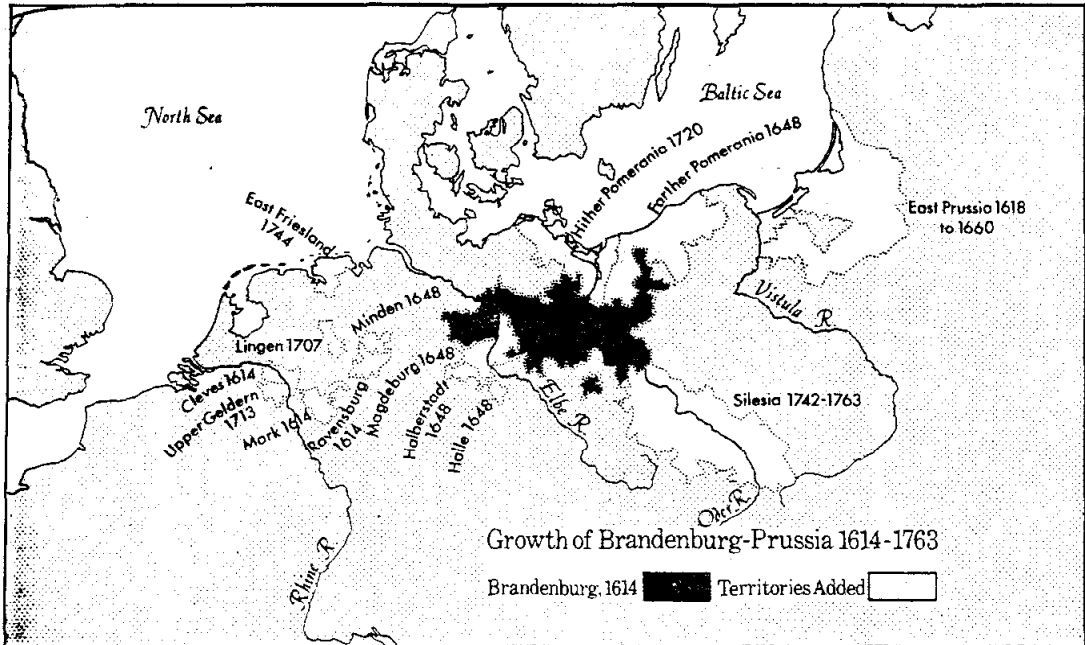 North Sea
Baltic Sea
Hither Pomerania 1720
Farther Pomerania 1648
East Prussia 1618
to 1660
East Friesland
1744
Vistula R
Minden 1648
Lingen 1707
Cleves 1614
Upper Geldern
1713
Mark 1614
Ravensburg
1614
Magdeburg 1648
Halberstadt
1648
Halle 1648
Elbe R
Silesia 1742-1763
Oder R
Rhine R
Growth of Brandenburg-Prussia 1614-1763
Brandenburg, 1614
Territories Added